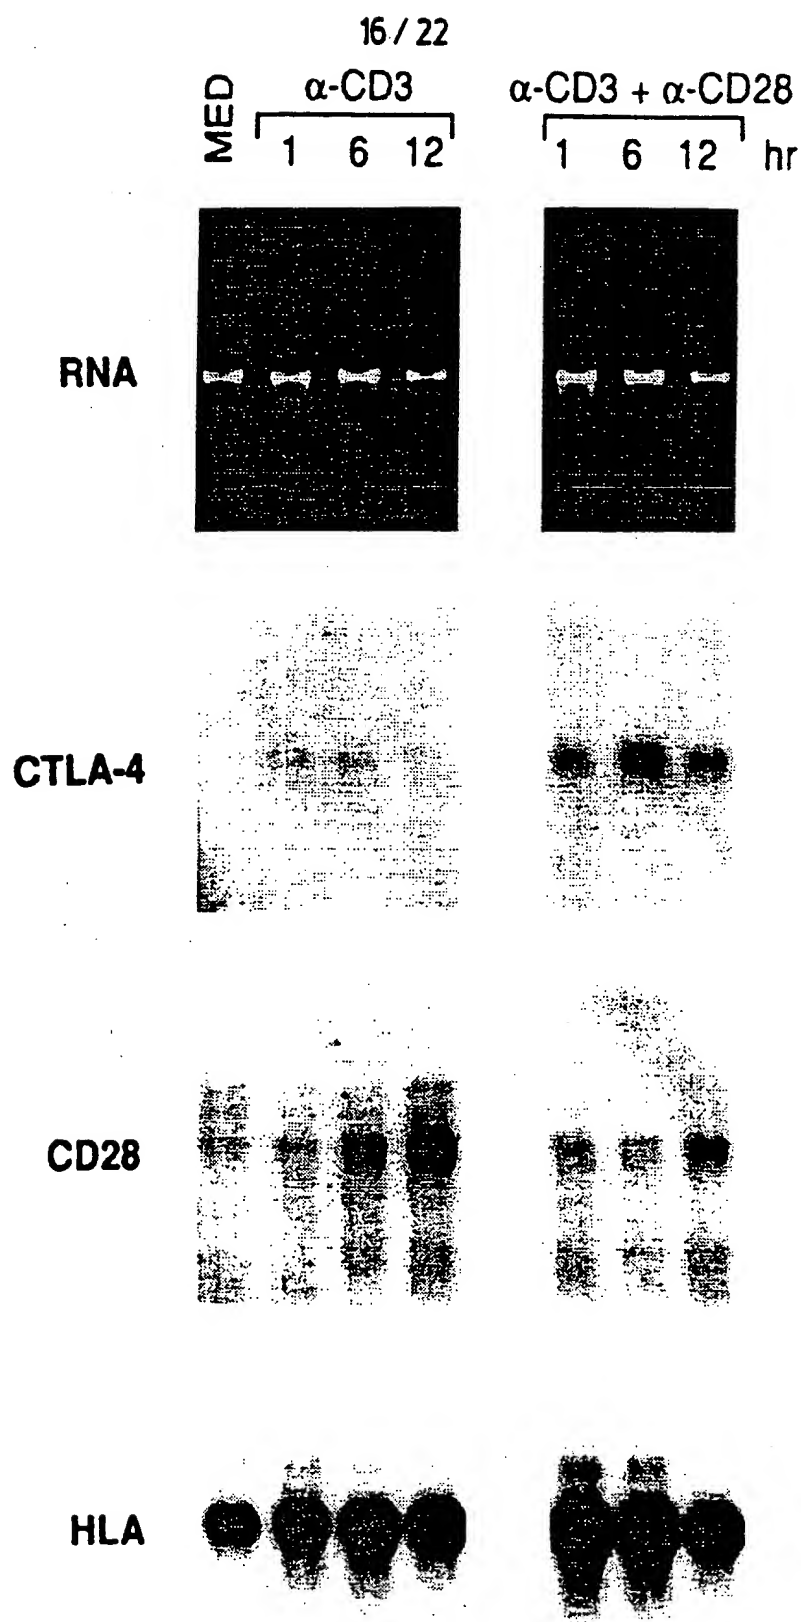 16/22
MED
α-CD3
α-CD3 + α-CD28
1 6 12
1 6 12 hr
RNA
CTLA-4
CD28
HLA